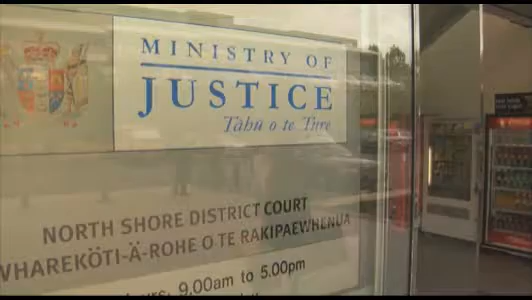 MINISTRY OF
JUSTICE
Tāhū o te Ture
NORTH SHORE DISTRICT COURT
WHAREKŌTI-Ā-ROHE O TE RAKIPAEWHENUA
9.00am to 5.00pm